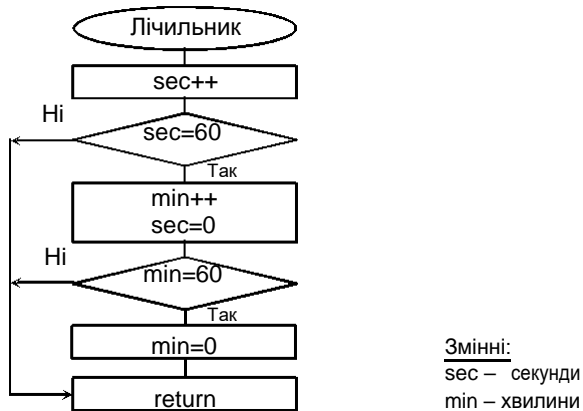 Лічильник
sec++
Ні
sec=60
Так
min++
sec=0
Ні
min=60
Так
min=0
return
Змінні:
sec – секунди
min – хвилини